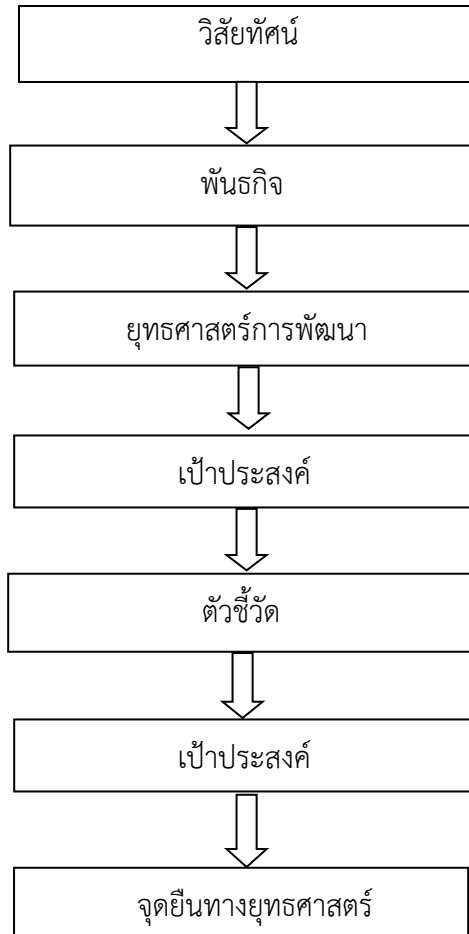 วิสัยทัศน์
พันธกิจ
ยุทธศาสตร์การพัฒนา
เป้าประสงค์
ตัวชี้วัด
เป้าประสงค์
จุดยืนทางยุทธศาสตร์